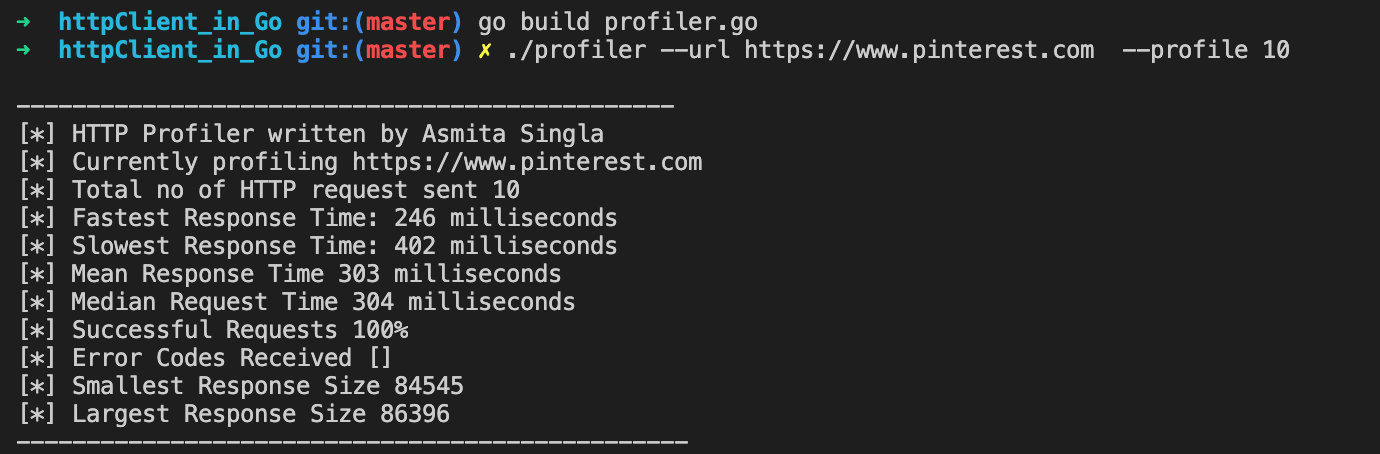 ➜  httpClient_in_Go git:(master) go build profiler.go
➜  httpClient_in_Go git:(master) ✗ ./profiler --url https://www.pinterest.com  --profile 10
-----------------------------------------------
[*] HTTP Profiler written by Asmita Singla
[*] Currently profiling https://www.pinterest.com
[*] Total no of HTTP request sent 10
[*] Fastest Response Time: 246 milliseconds
[*] Slowest Response Time: 402 milliseconds
[*] Mean Response Time 303 milliseconds
[*] Median Request Time 304 milliseconds
[*] Successful Requests 100%
[*] Error Codes Received []
[*] Smallest Response Size 84545
[*] Largest Response Size 86396
------------------------------------------------